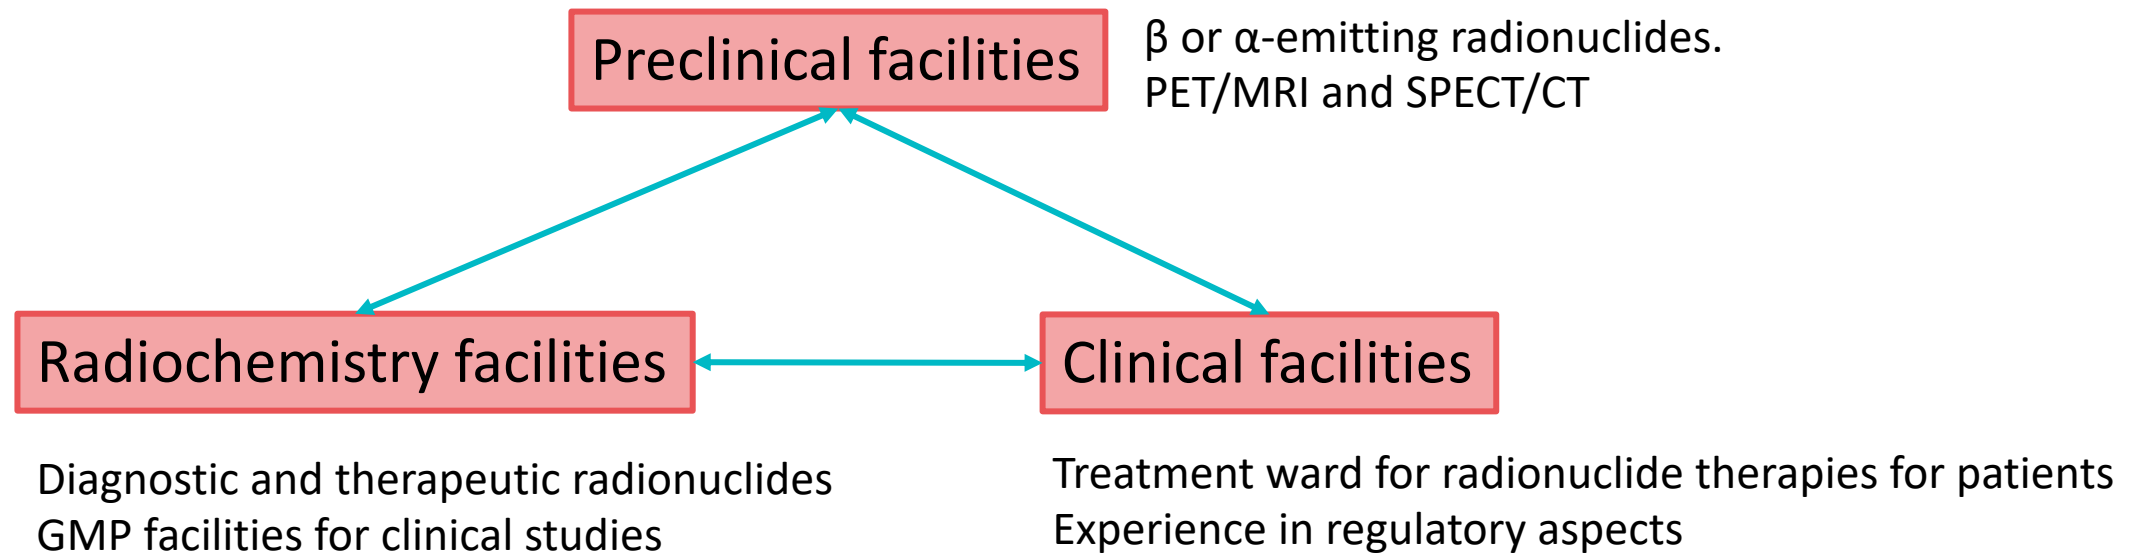 Preclinical facilities
β or α-emitting radionuclides.
PET/MRI and SPECT/CT
Radiochemistry facilities
Clinical facilities
Diagnostic and therapeutic radionuclides
GMP facilities for clinical studies
Treatment ward for radionuclide therapies for patients
Experience in regulatory aspects